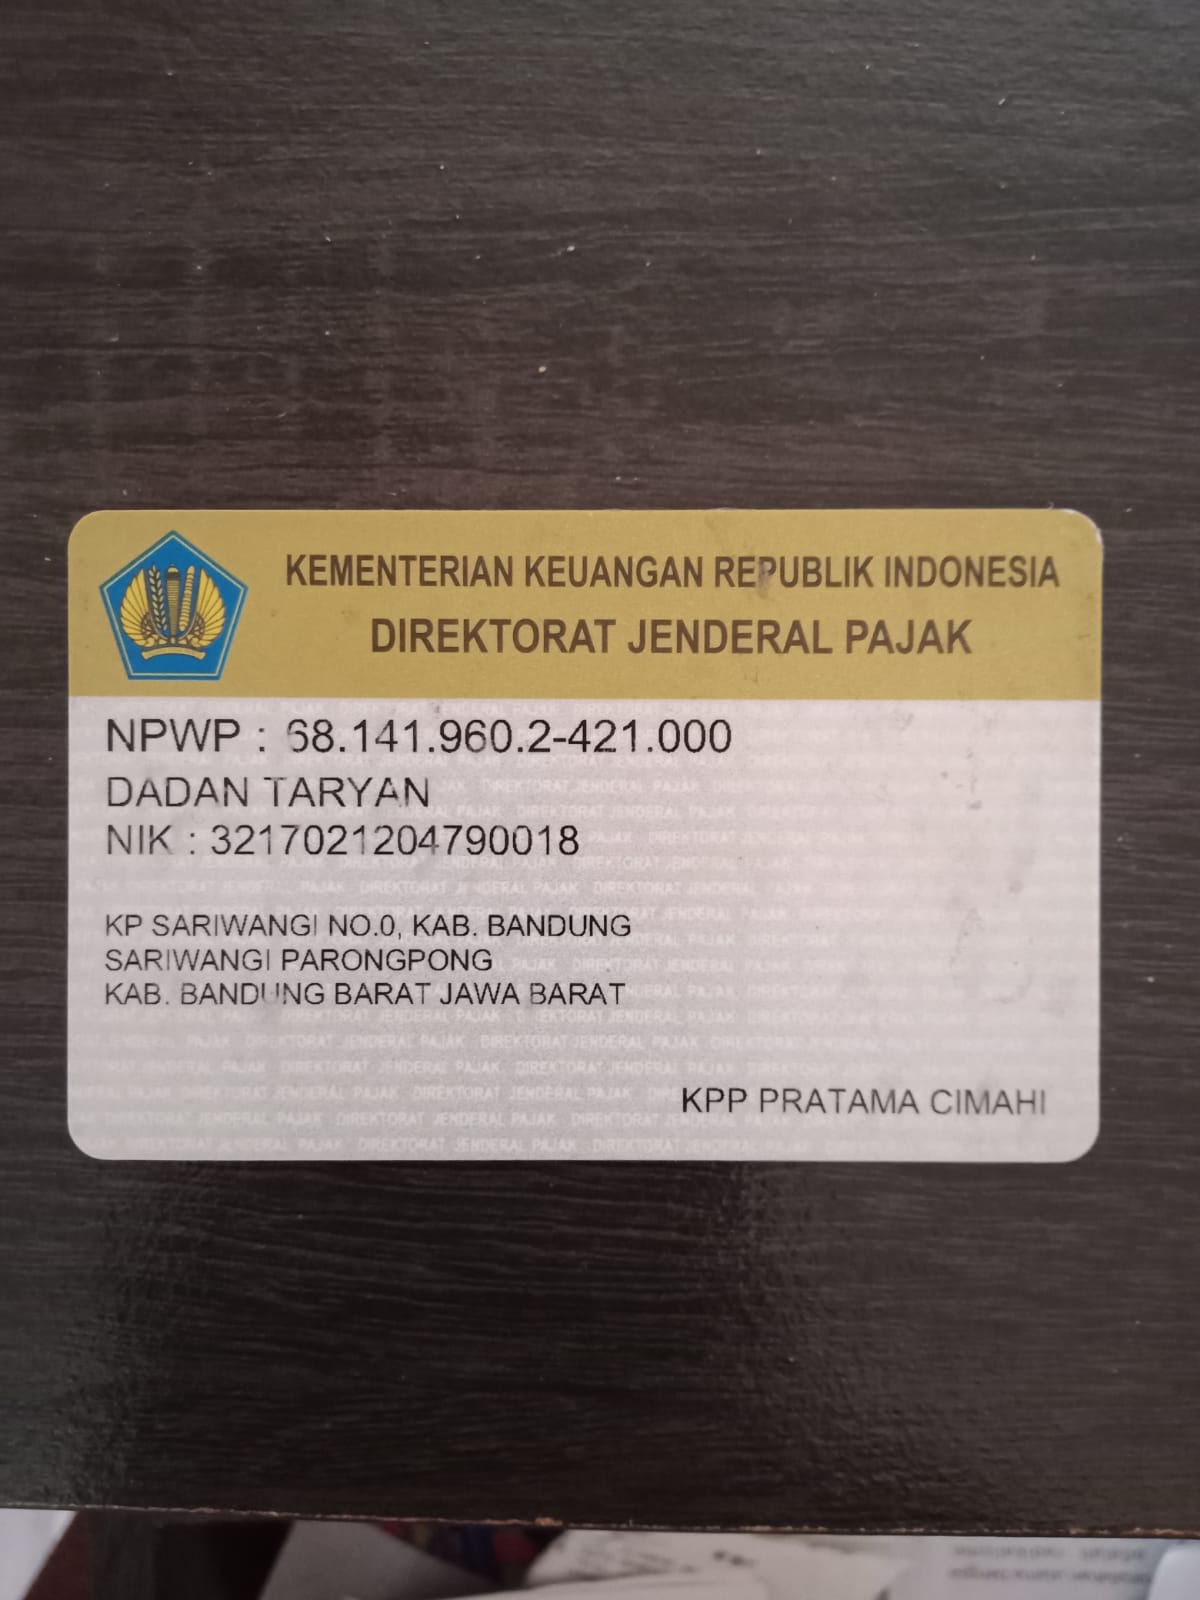 KEMENTERIAN KEUANGAN REPUBLIK INDONESIA
DIREKTORAT JENDERAL PAJAK
NPWP : 68.141.960.2-421.000
DADAN TARYAN
NIK : 3217021204790018
KP SARIWANGI NO.0, KAB. BANDUNG
SARIWANGI PARONGPONG
KAB. BANDUNG BARAT JAWA BARAT
KPP PRATAMA CIMAHI